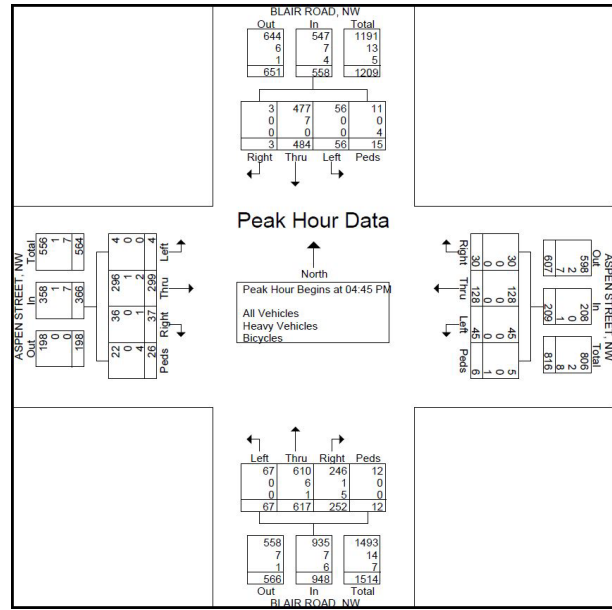 BLAIR ROAD, NW
Out In Total
644 547 1191
6 7 13
1 4 5
651 558 1209
3 477 56 11
0 7 0 0
0 0 0 4
3 484 56 15
Right Thru Left Peds
Peak Hour Data
North
Peak Hour Begins at 04:45 PM
All Vehicles
Heavy Vehicles
Bicycles
ASPEN STREET, NW
Total In Out
556 358 198
1 1 0
7 7 0
564 366 198
4 296 36 22
0 1 0 0
0 2 1 4
4 299 37 26
Left Thru Right Peds
ASPEN STREET, NW
Out In Total
598 208 806
2 0 2
7 1 8
607 209 816
30 128 45 5
0 0 0 0
0 0 0 1
30 128 45 6
Right Thru Left Peds
Left Thru Right Peds
67 610 246 12
0 6 1 0
0 1 5 0
67 617 252 12
558 935 1493
7 7 14
1 6 7
566 948 1514
Out In Total
BLAIR ROAD, NW